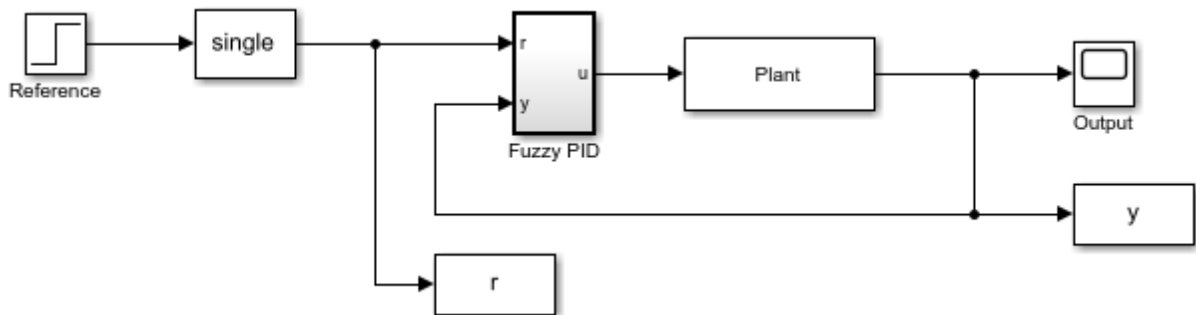 single
Reference
r
u
y
Fuzzy PID
Plant
Output
y
r